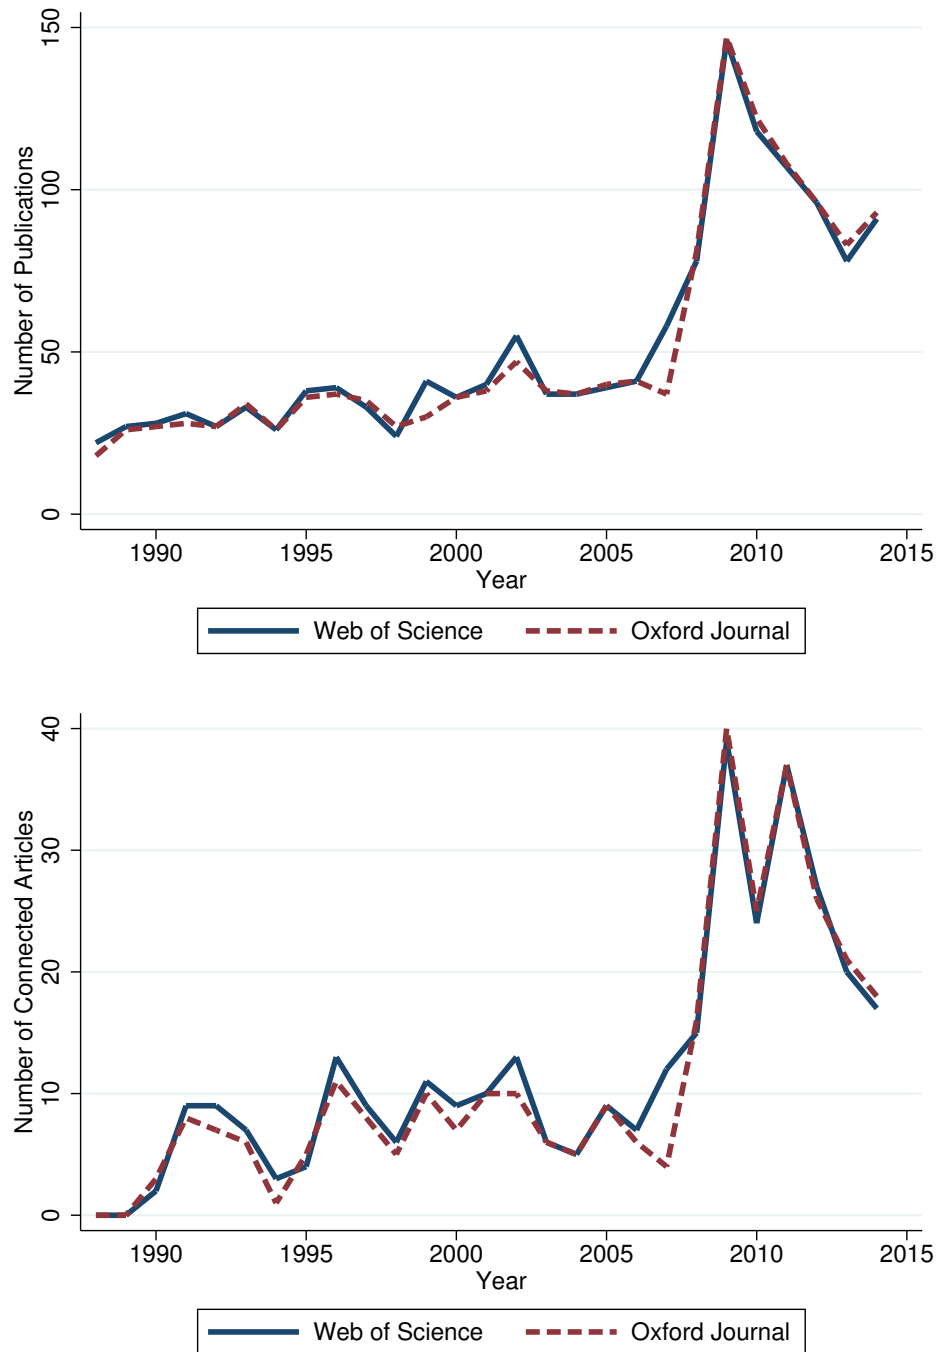 Number of Publications
150
100
50
0
1990 1995 2000 2005 2010 2015
Year
Web of Science Oxford Journal
Number of Connected Articles
40
30
20
10
0
1990 1995 2000 2005 2010 2015
Year
Web of Science Oxford Journal